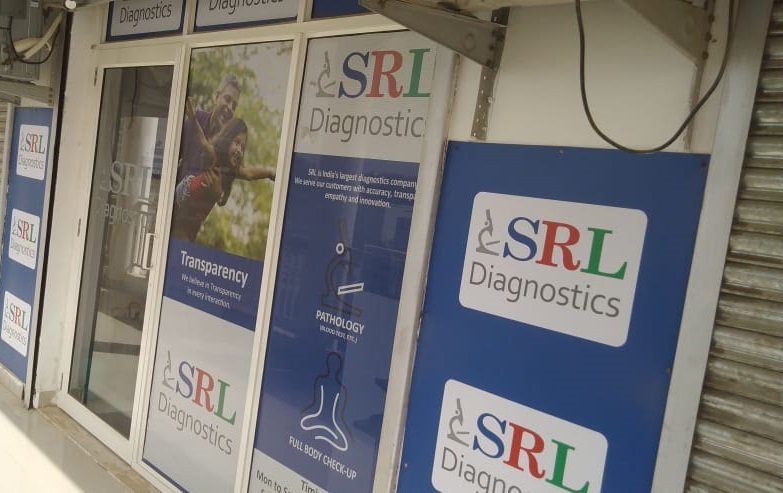 Diagnostics
Diagnostics
SRL
Diagnostics
SRL
Diagnostics
SRL
SRL
Diagnostics
Transparency
We believe in Transparency
in every interaction.
SRL
Diagnostics
SRL
Diagnostics
SRL is India's largest diagnostics company
We serve our customers with accuracy,
empathy and innovation.
PATHOLOGY
(BLOOD TEST, ETC.)
FULL BODY CHECK-UP
Mon to
SRL
Diagnostics
SRL